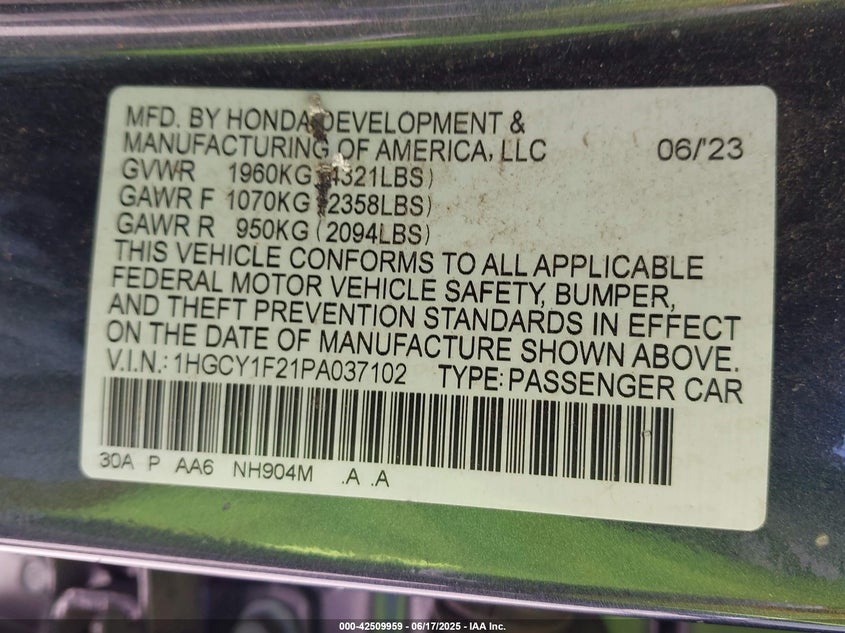 MFD. BY HONDA DEVELOPMENT &
MANUFACTURING OF AMERICA, LLC 06/'23
GVWR 1960KG (4321LBS)
GAWR F 1070KG (2358LBS)
GAWR R 950KG (2094LBS)
THIS VEHICLE CONFORMS TO ALL APPLICABLE
FEDERAL MOTOR VEHICLE SAFETY, BUMPER,
AND THEFT PREVENTION STANDARDS IN EFFECT
ON THE DATE OF MANUFACTURE SHOWN ABOVE.
V.I.N.: 1HGCY1F21PA037102 TYPE: PASSENGER CAR
30A P AA6 NH904M .A .A
000-42509959 - 06/17/2025 - IAA Inc.